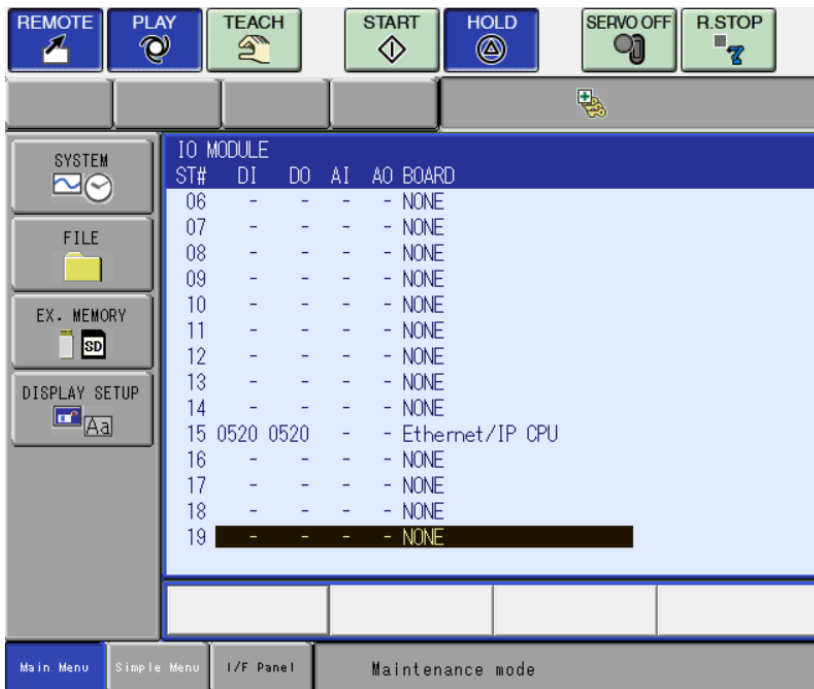 REMOTE PLAY TEACH START HOLD SERVO OFF R.STOP
SYSTEM
FILE
EX. MEMORY
SD
DISPLAY SETUP
Aa
IO MODULE
ST# DI DO AI AO BOARD
06 - - - - NONE
07 - - - - NONE
08 - - - - NONE
09 - - - - NONE
10 - - - - NONE
11 - - - - NONE
12 - - - - NONE
13 - - - - NONE
14 - - - - NONE
15 0520 0520 - - Ethernet/IP CPU
16 - - - - NONE
17 - - - - NONE
18 - - - - NONE
19 - - - - NONE
Main Menu Simple Menu I/F Panel Maintenance mode